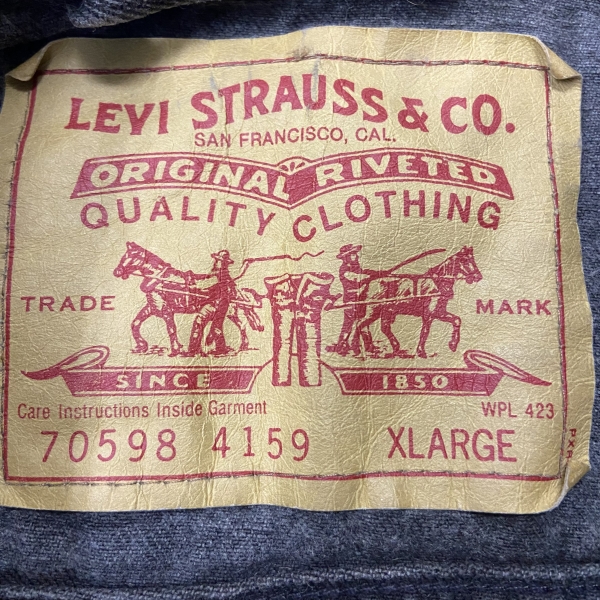 LEVI STRAUSS & CO.
SAN FRANCISCO, CAL.
ORIGINAL RIVETED
QUALITY CLOTHING
TRADE MARK
SINCE 1850
Care Instructions Inside Garment WPL 423
70598 4159 XLARGE